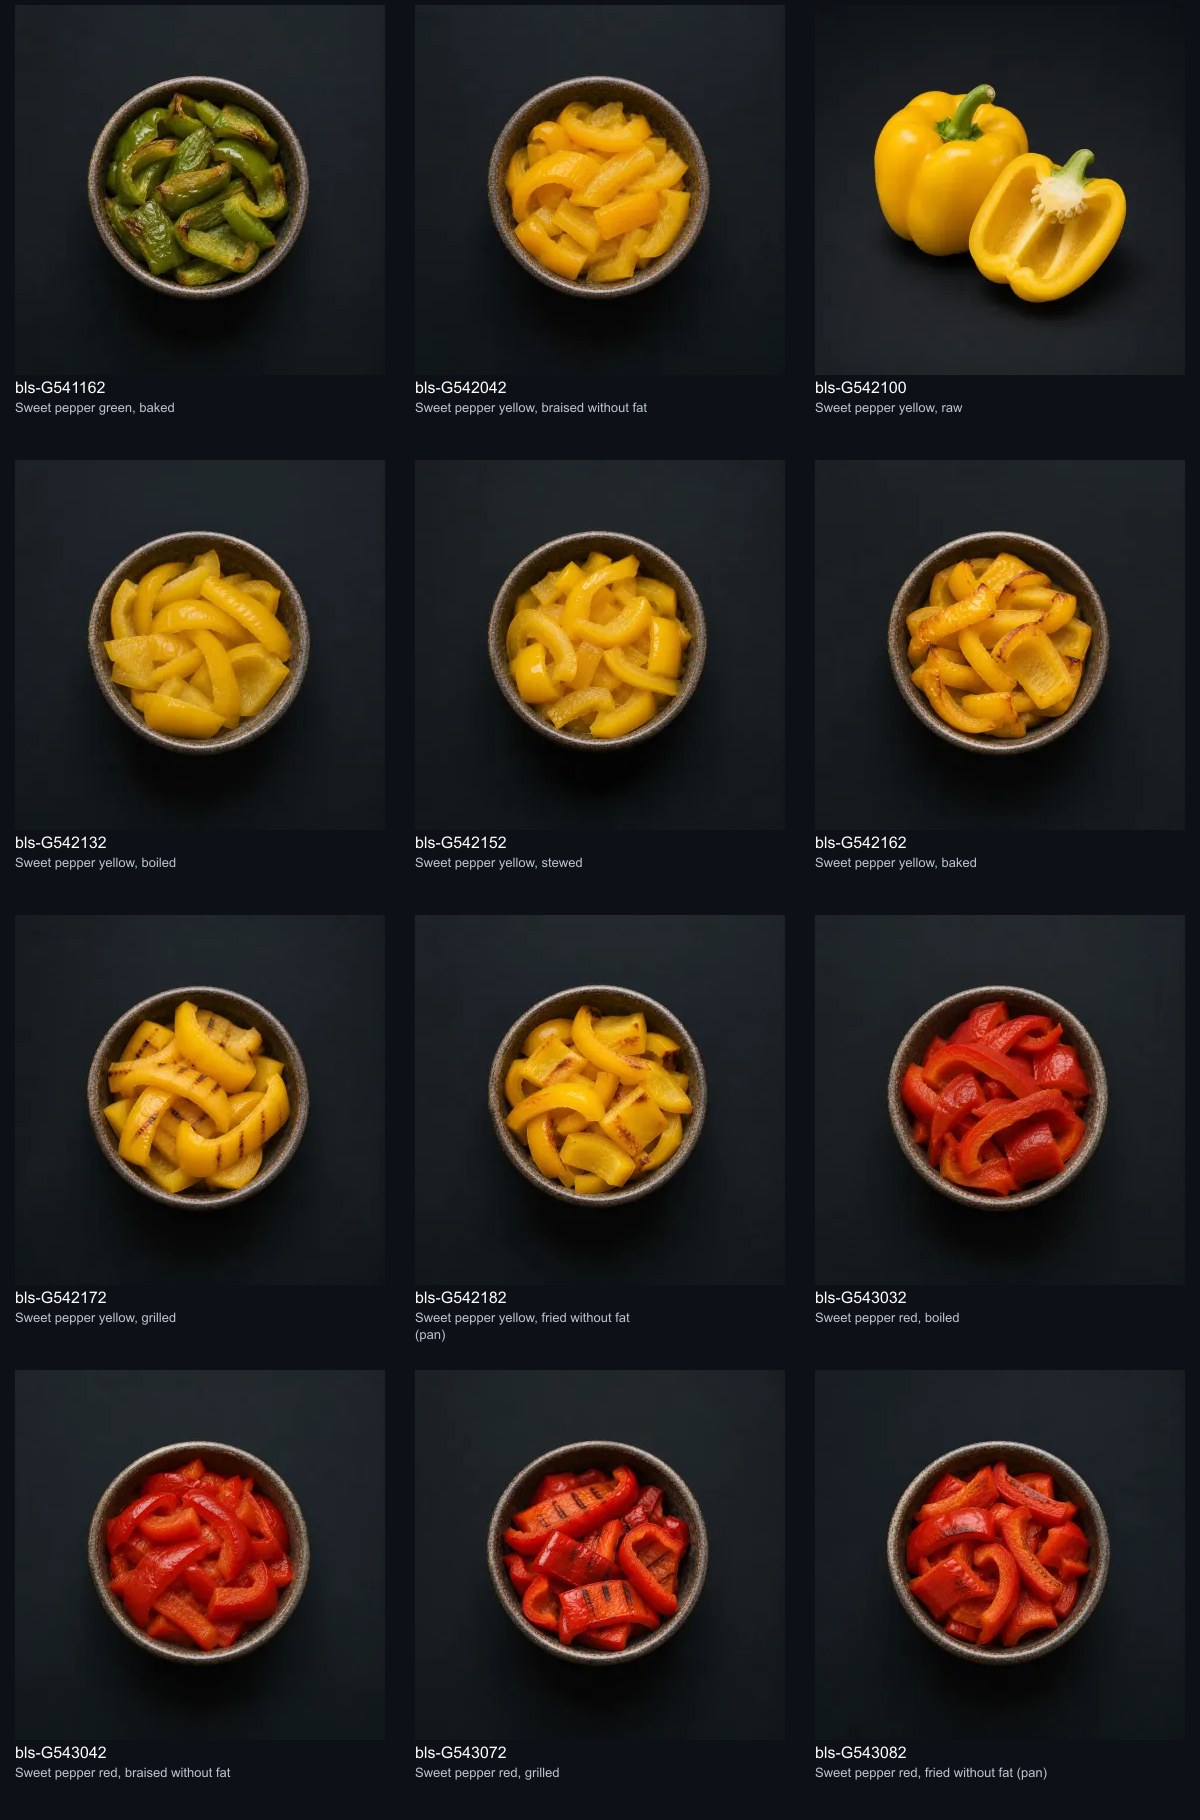 bls-G541162
Sweet pepper green, baked
bls-G542042
Sweet pepper yellow, braised without fat
bls-G542100
Sweet pepper yellow, raw
bls-G542132
Sweet pepper yellow, boiled
bls-G542152
Sweet pepper yellow, stewed
bls-G542162
Sweet pepper yellow, baked
bls-G542172
Sweet pepper yellow, grilled
bls-G542182
Sweet pepper yellow, fried without fat
(pan)
bls-G543032
Sweet pepper red, boiled
bls-G543042
Sweet pepper red, braised without fat
bls-G543072
Sweet pepper red, grilled
bls-G543082
Sweet pepper red, fried without fat (pan)